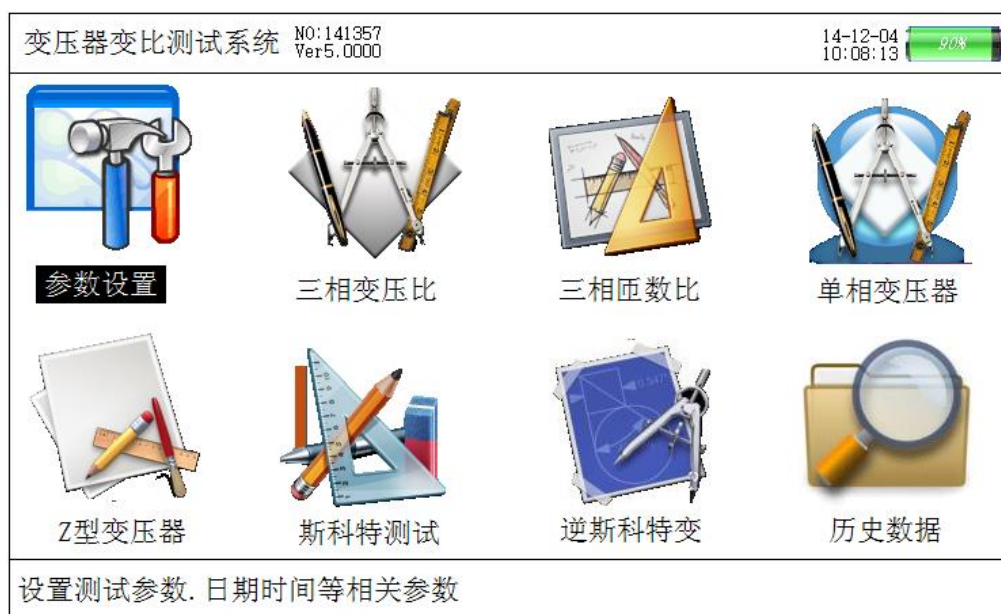 变压器变比测试系统
NO:141357
Ver5.0000
14-12-04
10:08:13
90%
参数设置
三相变压比
三相匝数比
单相变压器
0.547
Z型变压器
斯科特测试
逆斯科特变
历史数据
设置测试参数.日期时间等相关参数